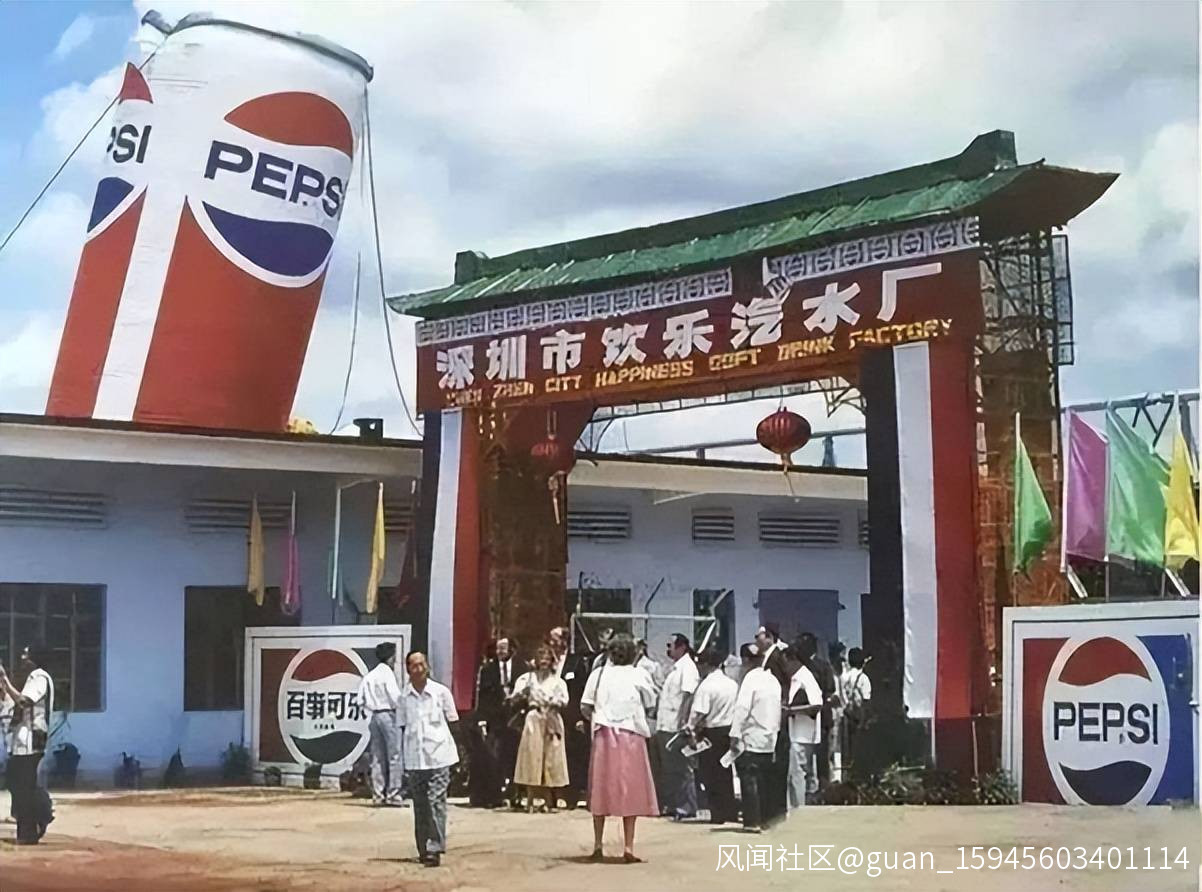 PSI
PEPSI
深圳市饮乐汽水厂
SHEN ZHEN CITY HAPPINESS SOFT DRINK FACTORY
百事可乐
PEPSI
风闻社区@guan_15945603401114